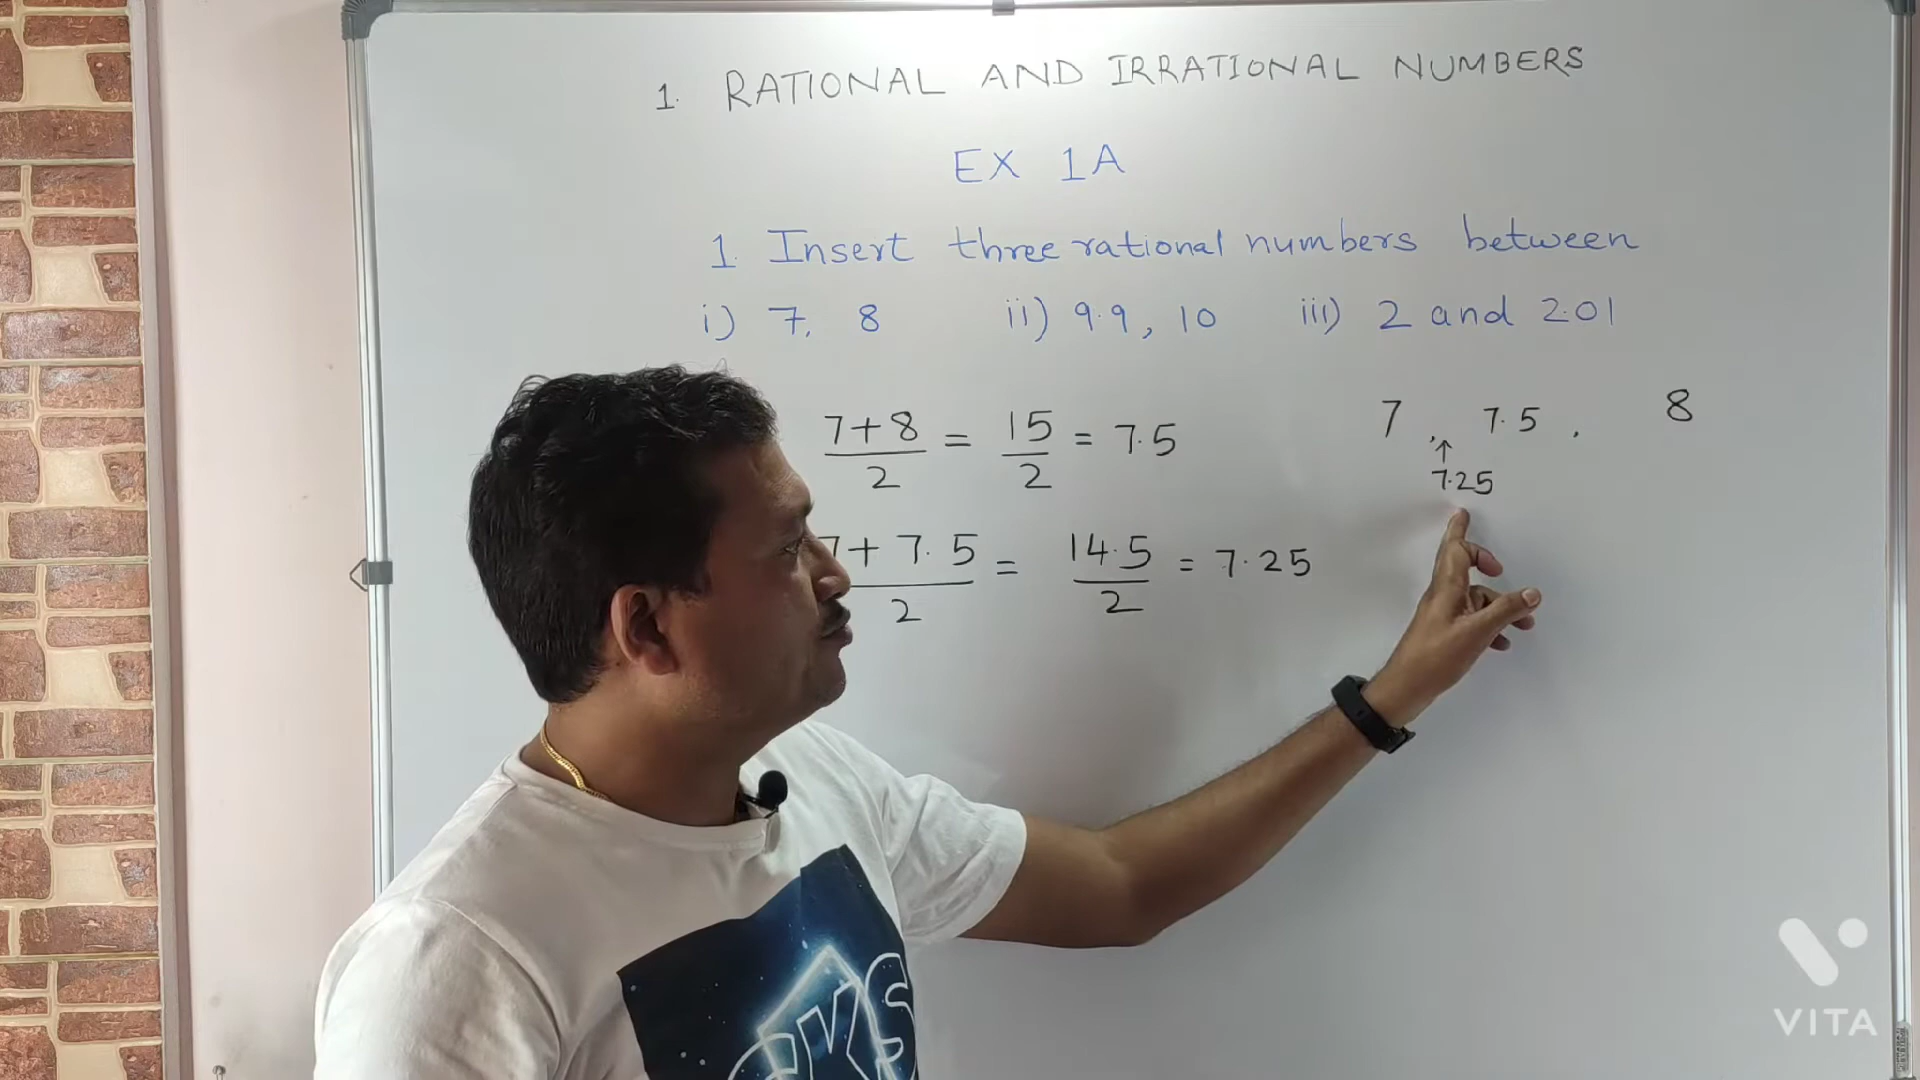 1. RATIONAL AND IRRATIONAL NUMBERS
EX 1A
1. Insert three rational numbers between
i) 7, 8 ii) 9.9, 10 iii) 2 and 2.01
7+8/2 = 15/2 = 7.5
7 , 7.5 , 8
↑
7.25
7+7.5/2 = 14.5/2 = 7.25
VITA